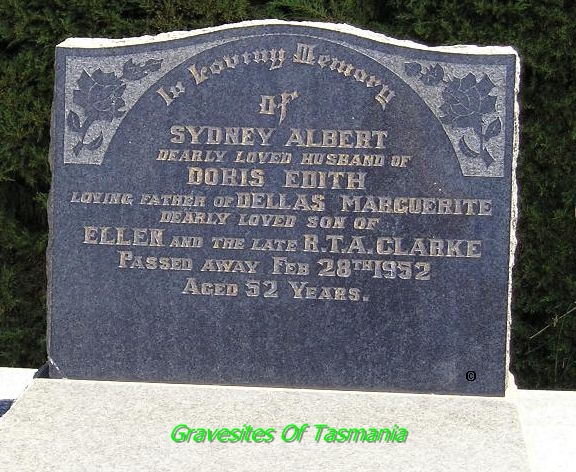 In Loving Memory
Of
SYDNEY ALBERT
DEARLY LOVED HUSBAND OF
DORIS EDITH
LOVING FATHER OF DELLAS MARGUERITE
DEARLY LOVED SON OF
ELLEN AND THE LATE R.T.A. CLARKE
PASSED AWAY FEB 28TH 1952
AGED 52 YEARS.
©
Gravesites Of Tasmania